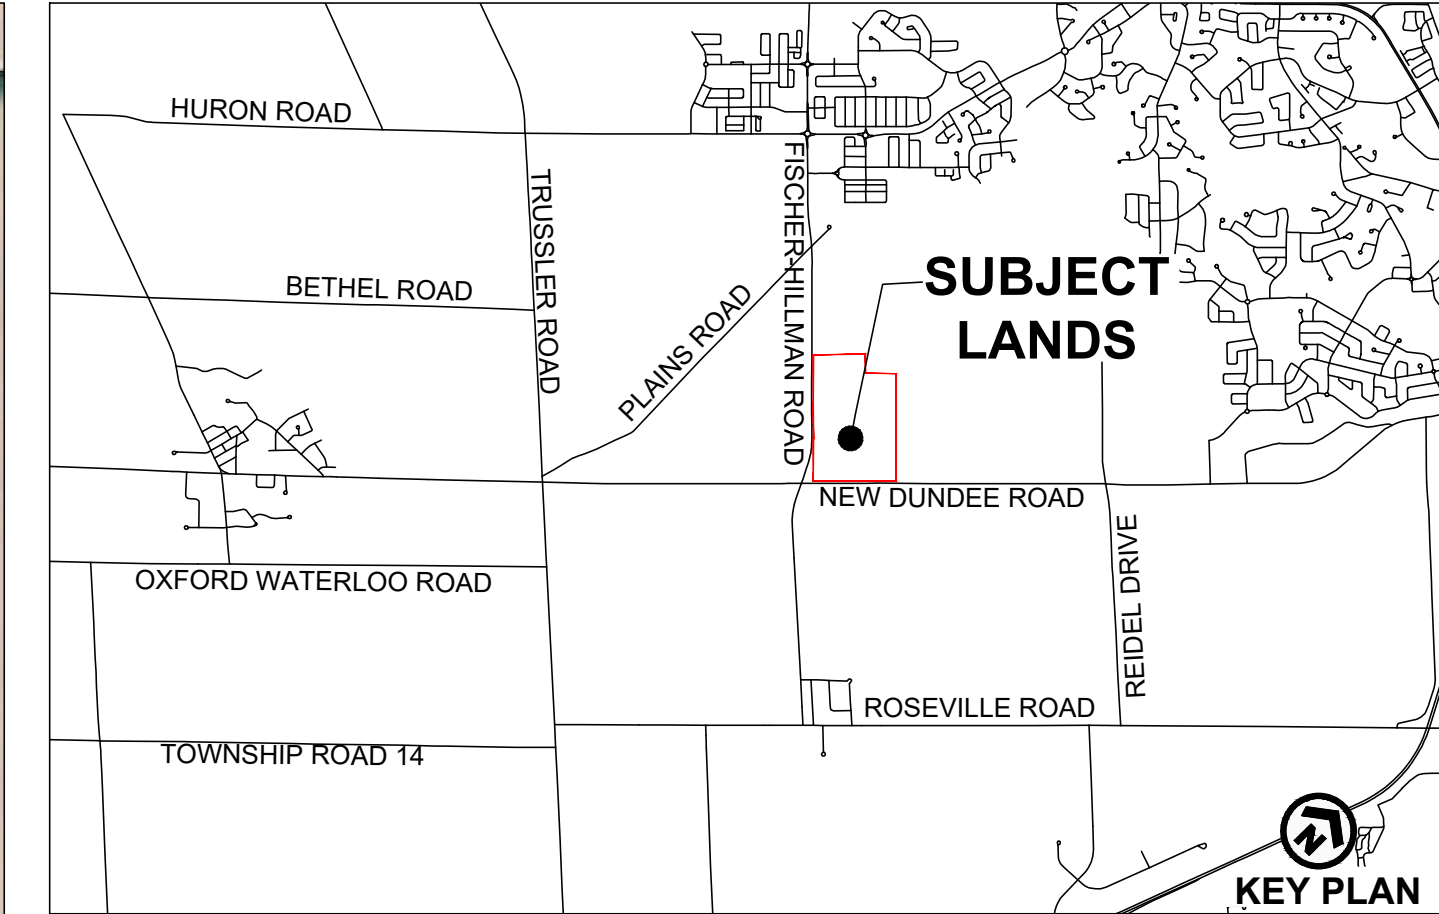 HURON ROAD
TRUSSLER ROAD
FISCHER-HILLMAN ROAD
BETHEL ROAD
PLAINS ROAD
SUBJECT
LANDS
NEW DUNDEE ROAD
OXFORD WATERLOO ROAD
REIDEL DRIVE
ROSEVILLE ROAD
TOWNSHIP ROAD 14
N
KEY PLAN